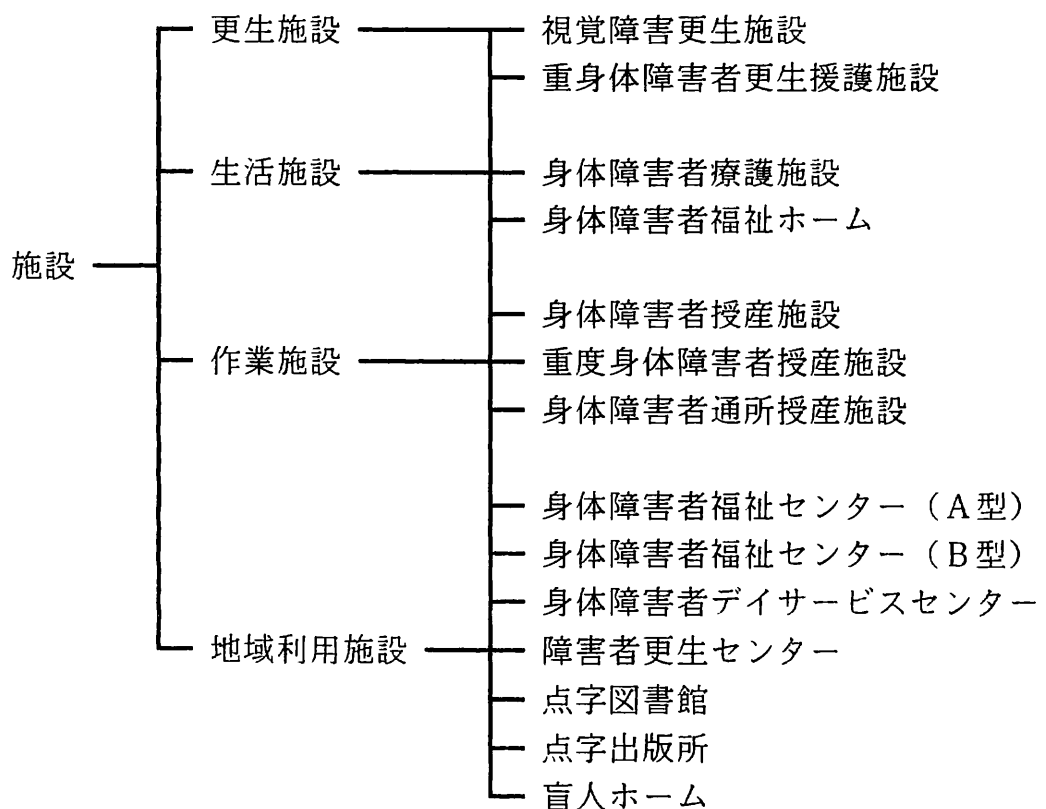 更生施設 視覚障害更生施設
重身体障害者更生援護施設
生活施設 身体障害者療護施設
身体障害者福祉ホーム
施設
身体障害者授産施設
作業施設 重度身体障害者授産施設
身体障害者通所授産施設
身体障害者福祉センター（A型）
身体障害者福祉センター（B型）
身体障害者デイサービスセンター
地域利用施設 障害者更生センター
点字図書館
点字出版所
盲人ホーム